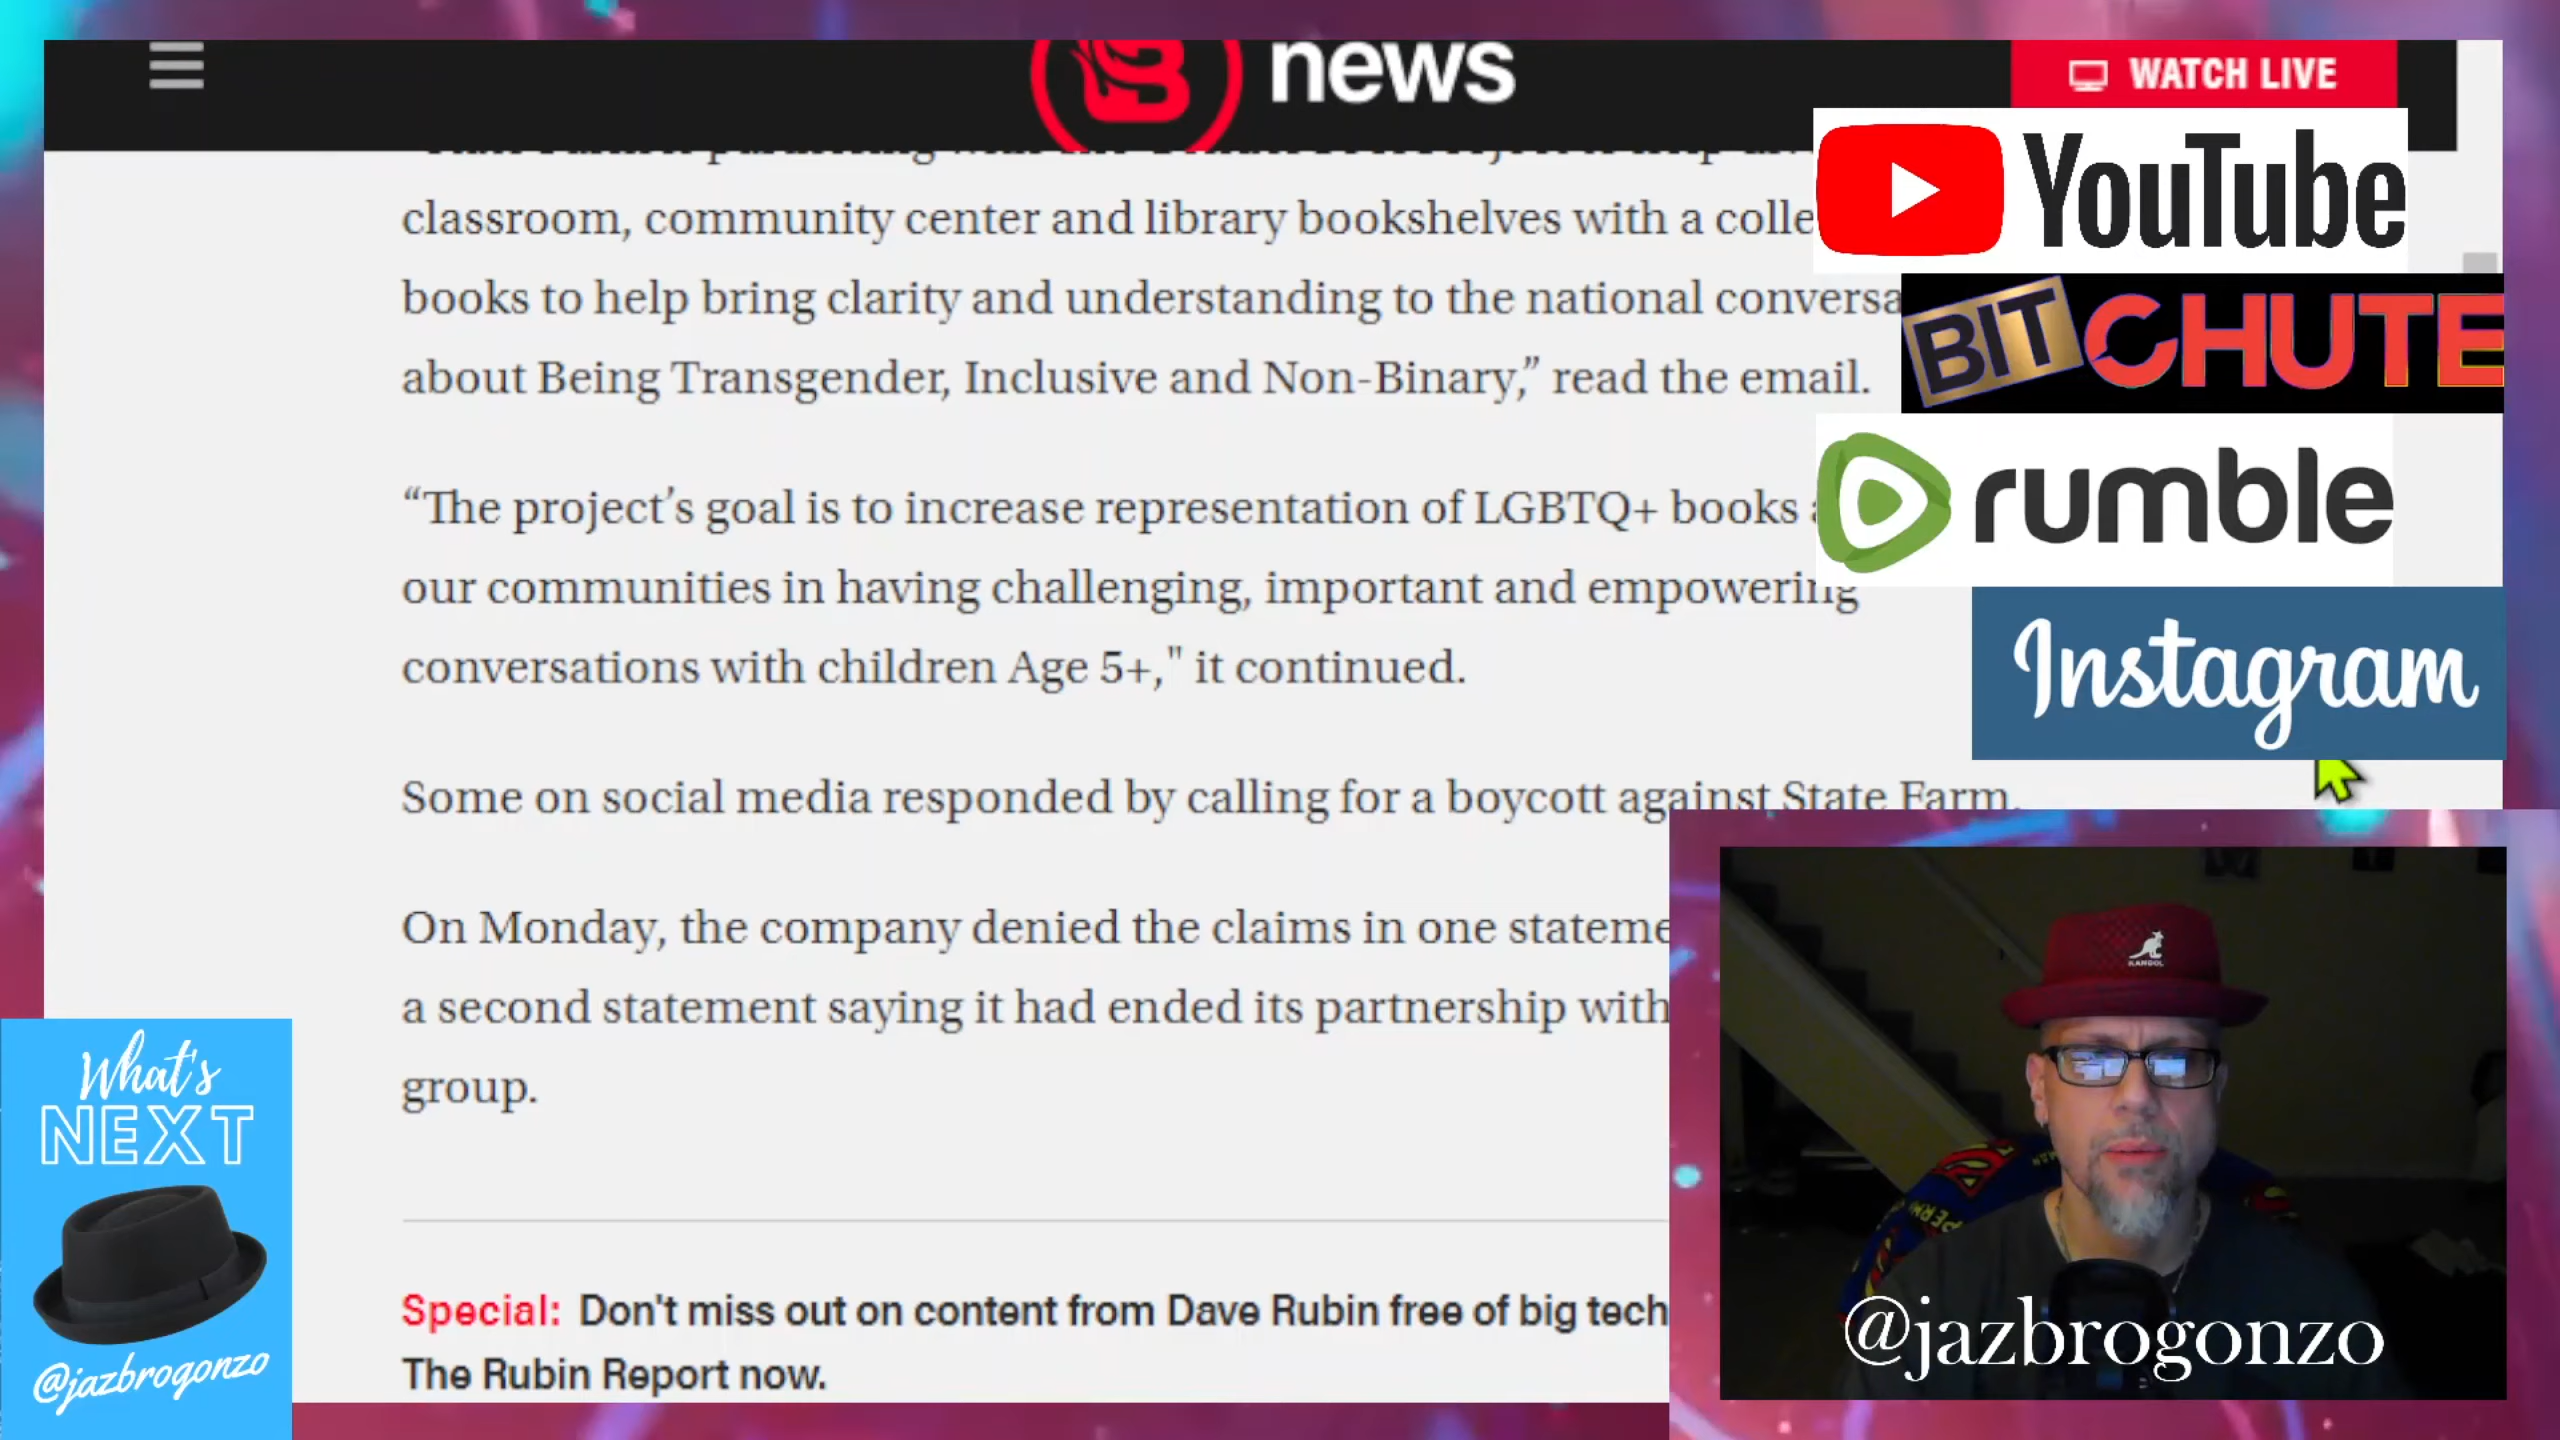 news
WATCH LIVE
YouTube
classroom, community center and library bookshelves with a colle
BITCHUTE
books to help bring clarity and understanding to the national conversa
about Being Transgender, Inclusive and Non-Binary,” read the email.
rumble
“The project’s goal is to increase representation of LGBTQ+ books
our communities in having challenging, important and empowering
Instagram
conversations with children Age 5+," it continued.
Some on social media responded by calling for a boycott against State Farm.
On Monday, the company denied the claims in one stateme
a second statement saying it had ended its partnership with
group.
What's
NEXT
@jazbrogonzo
KANGOL
@jazbrogonzo
Special: Don't miss out on content from Dave Rubin free of big tech
The Rubin Report now.